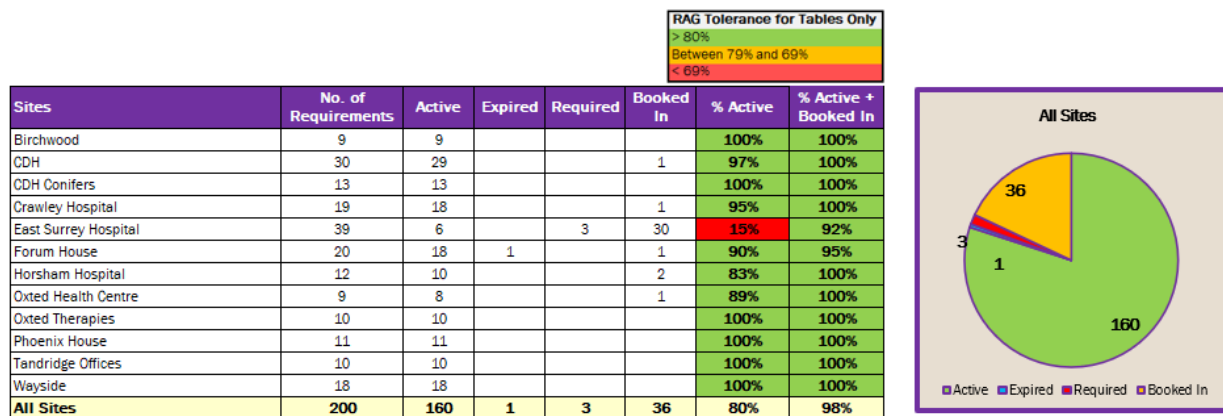 RAG Tolerance for Tables Only
> 80%
Between 79% and 69%
< 69%
Sites No. of Requirements Active Expired Required Booked In % Active % Active + Booked In
Birchwood 9 9 100% 100%
CDH 30 29 1 97% 100%
CDH Conifers 13 13 100% 100%
Crawley Hospital 19 18 1 95% 100%
East Surrey Hospital 39 6 3 30 15% 92%
Forum House 20 18 1 1 90% 95%
Horsham Hospital 12 10 2 83% 100%
Oxted Health Centre 9 8 1 89% 100%
Oxted Therapies 10 10 100% 100%
Phoenix House 11 11 100% 100%
Tandridge Offices 10 10 100% 100%
Wayside 18 18 100% 100%
All Sites 200 160 1 3 36 80% 98%
All Sites
36
3
1
160
Active Expired Required Booked In